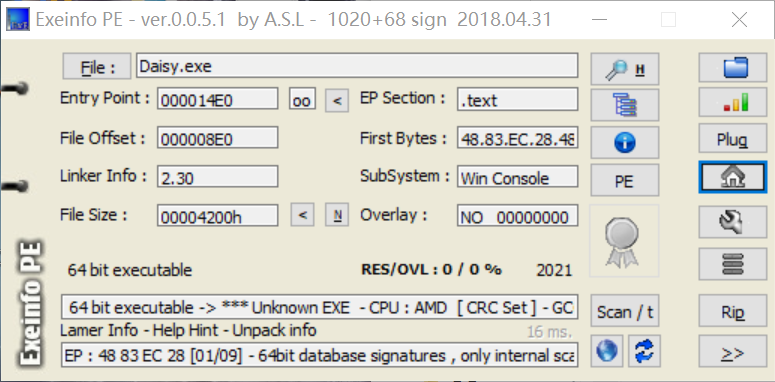 Exeinfo PE - ver.0.0.5.1 by A.S.L - 1020+68 sign 2018.04.31
File : Daisy.exe H
Entry Point : 000014E0 oo < EP Section : .text
File Offset : 000008E0 First Bytes : 48.83.EC.28.48 Plug
Linker Info : 2.30 SubSystem : Win Console PE
File Size : 00004200h < N Overlay : NO 00000000
64 bit executable RES/OVL : 0 / 0 % 2021
Exeinfo PE
64 bit executable -> *** Unknown EXE - CPU : AMD [ CRC Set ] - GC Scan / t Rip
Lamer Info - Help Hint - Unpack info 16 ms.
EP : 48 83 EC 28 [01/09] - 64bit database signatures , only internal sca >>